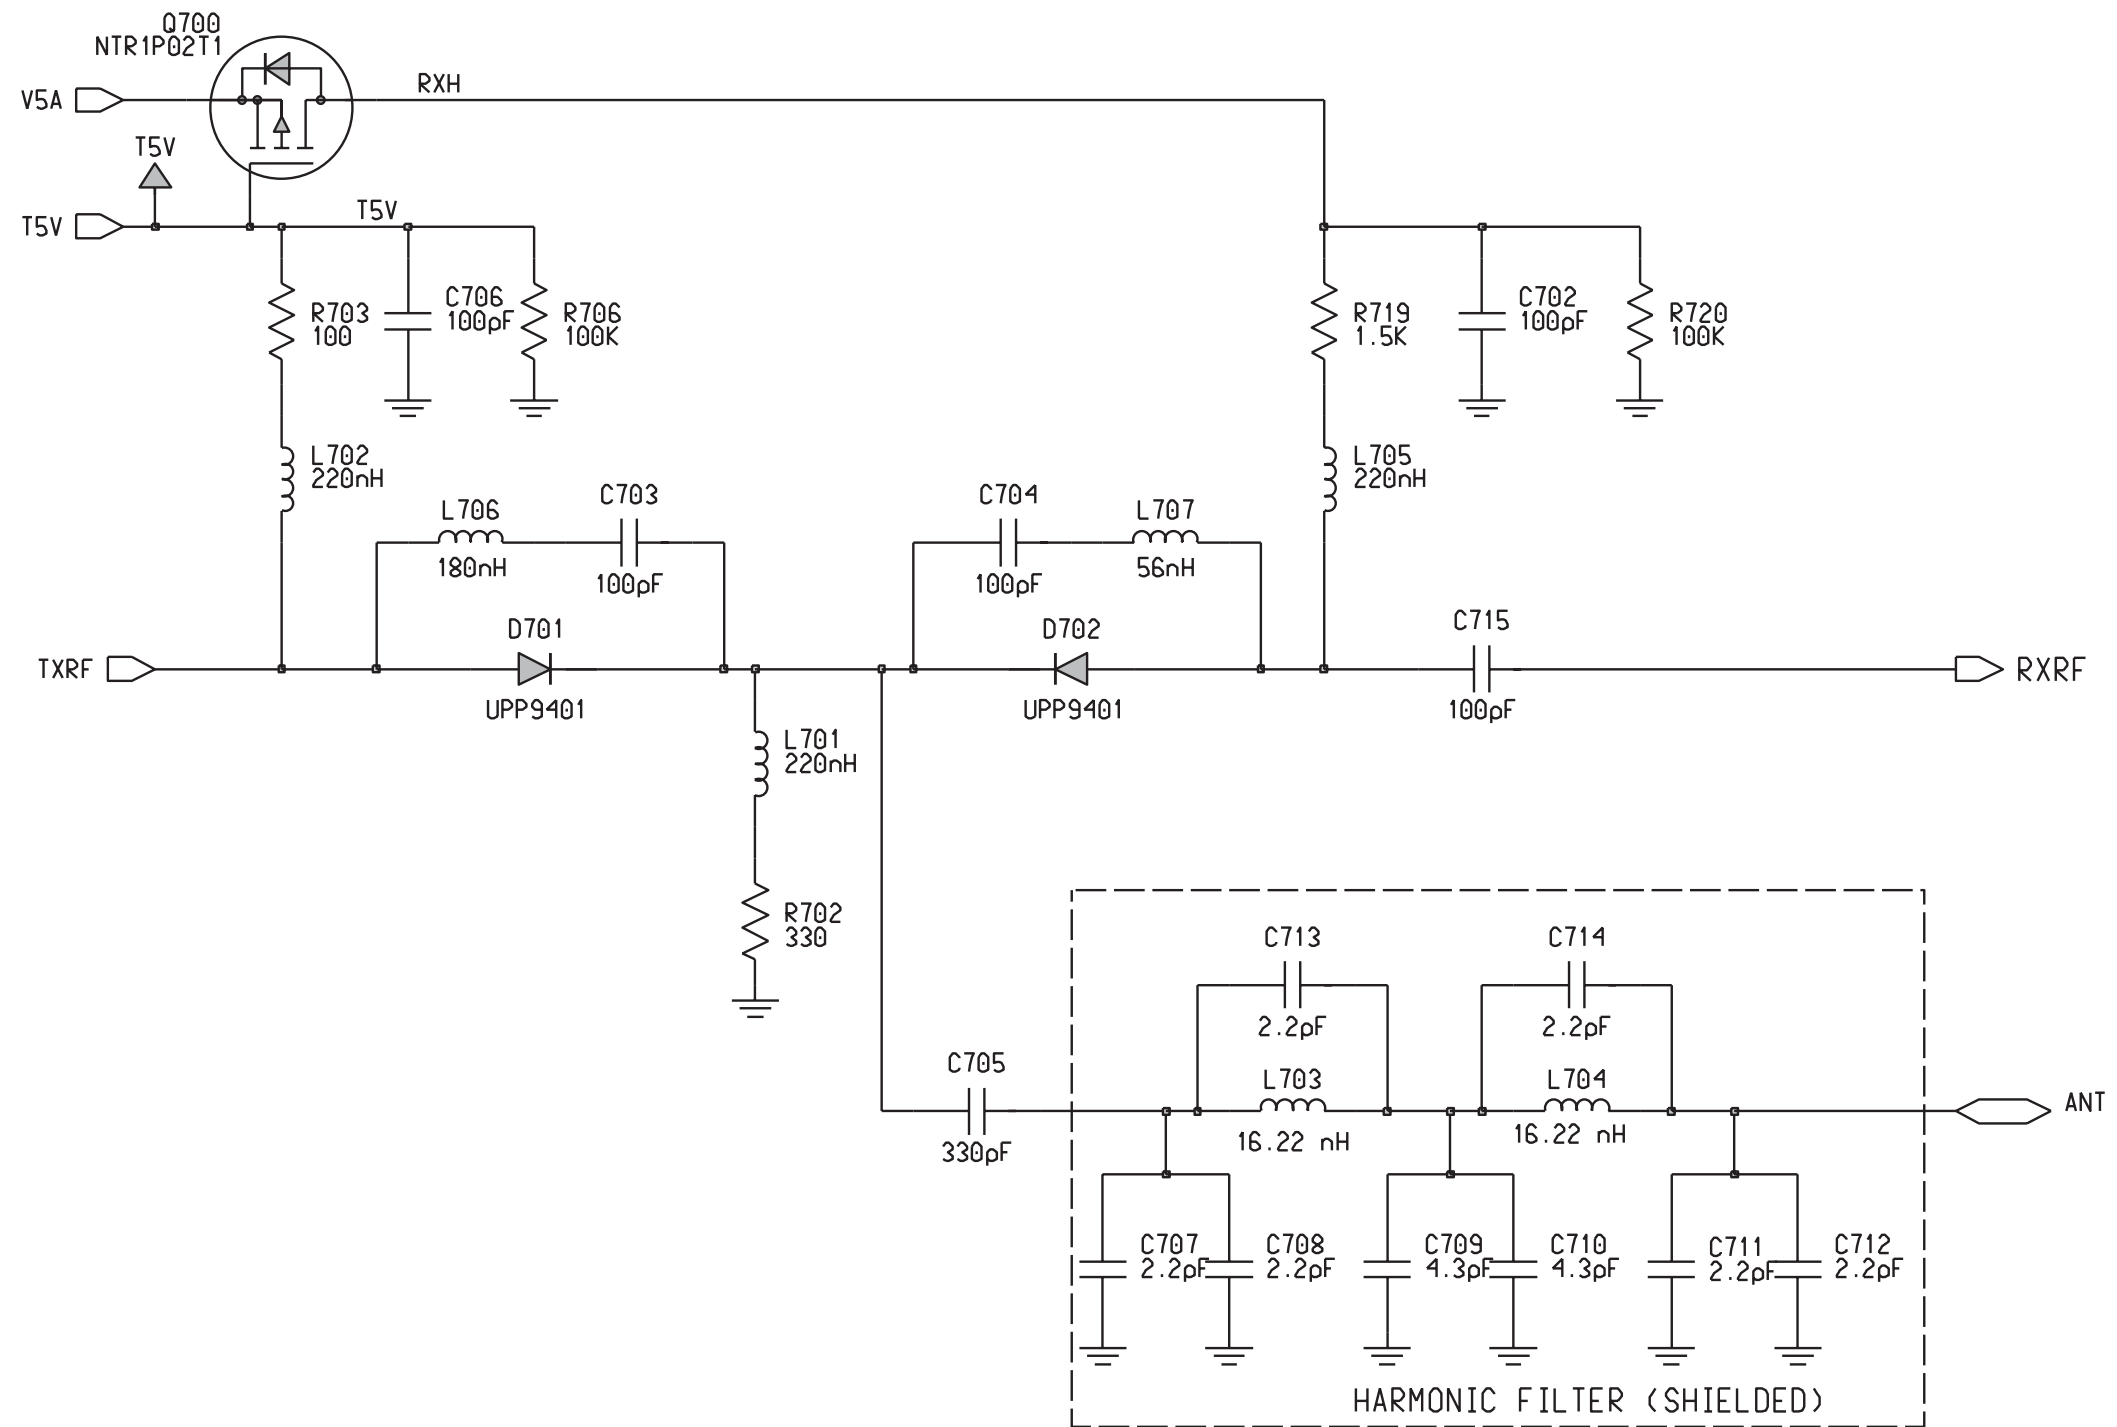 Q700
NTR1P02T1
V5A
RXH
T5V
T5V
T5V
R703
100
C706
100pF
R706
100K
R719
1.5K
C702
100pF
R720
100K
L702
220nH
L705
220nH
L706
180nH
C703
100pF
C704
100pF
L707
56nH
D701
UPP9401
D702
UPP9401
C715
100pF
TXRF
RXRF
L701
220nH
R702
330
C713
2.2pF
C714
2.2pF
C705
330pF
L703
16.22 nH
L704
16.22 nH
ANT
C707
2.2pF
C708
2.2pF
C709
4.3pF
C710
4.3pF
C711
2.2pF
C712
2.2pF
HARMONIC FILTER (SHIELDED)